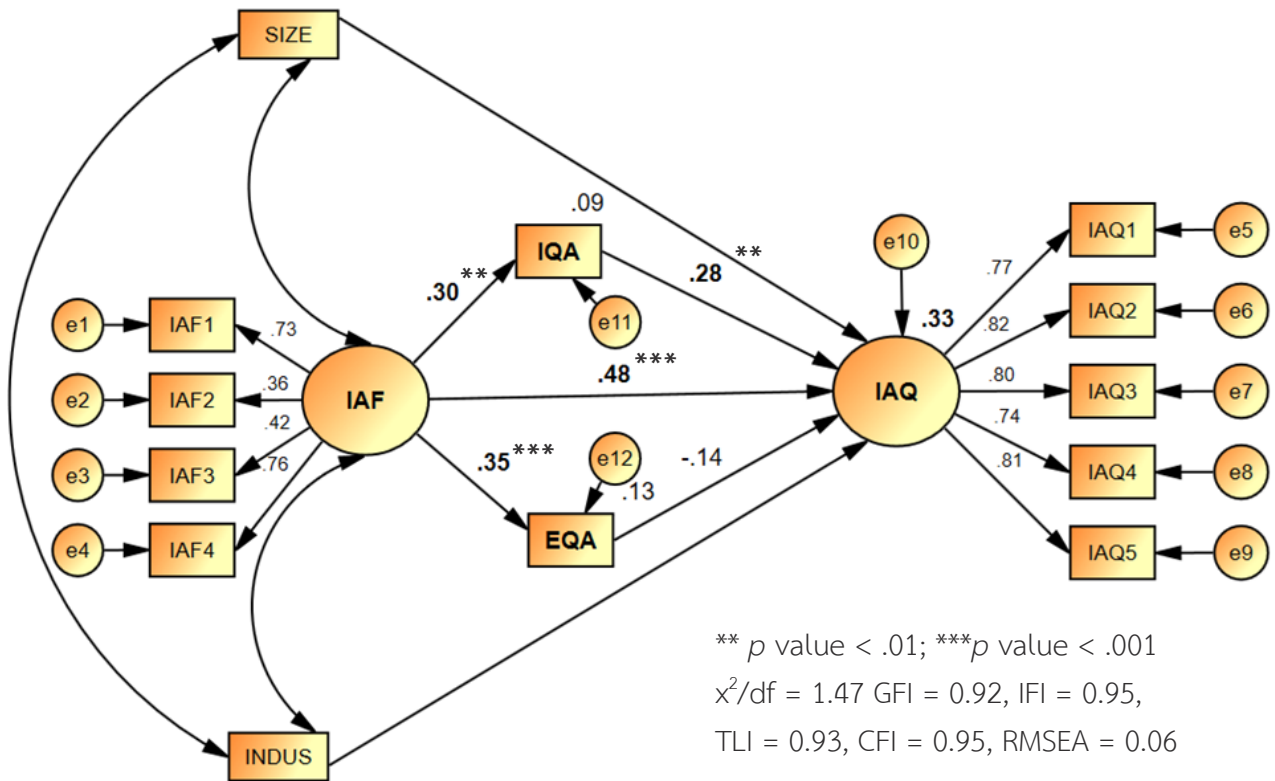 SIZE
.09
IQA
.30**
e11
.28**
e10
.33
IAQ1
e5
.77
IAQ2
e6
.82
IAQ3
e7
.80
IAQ4
e8
.74
IAQ5
e9
.81
e1
IAF1
.73
e2
IAF2
.36
e3
IAF3
.42
e4
IAF4
.76
IAF
.48***
IAQ
.35***
e12
.13
EQA
-.14
INDUS
** p value < .01; ***p value < .001
x²/df = 1.47 GFI = 0.92, IFI = 0.95,
TLI = 0.93, CFI = 0.95, RMSEA = 0.06